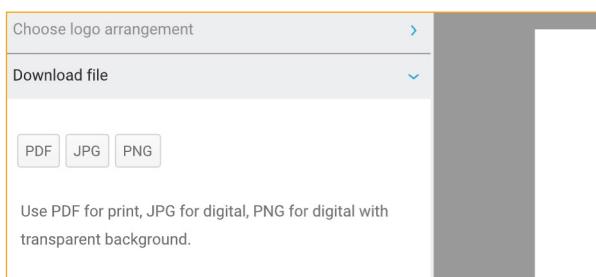 Choose logo arrangement
Download file
PDF JPG PNG
Use PDF for print, JPG for digital, PNG for digital with
transparent background.